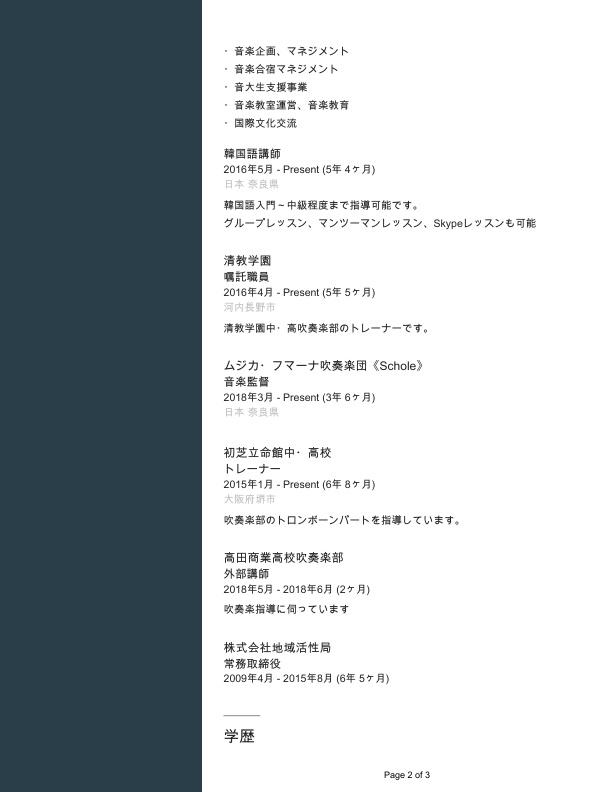 · 音楽企画、マネジメント
· 音楽合宿マネジメント
· 音大生支援事業
· 音楽教室運営、音楽教育
· 国際文化交流
韓国語講師
2016年5月 - Present (5年 4ケ月)
日本 奈良県
韓国語入門～中級程度まで指導可能です。
グループレッスン、マンツーマンレッスン、Skypeレッスンも可能
清教学園
嘱託職員
2016年4月 - Present (5年 5ケ月)
河内長野市
清教学園中・高吹奏楽部のトレーナーです。
ムジカ・フマーナ吹奏楽団《Schole》
音楽監督
2018年3月 - Present (3年 6ケ月)
日本 奈良県
初芝立命館中・高校
トレーナー
2015年1月 - Present (6年 8ケ月)
大阪府堺市
吹奏楽部のトロンボーンパートを指導しています。
高田商業高校吹奏楽部
外部講師
2018年5月 - 2018年6月 (2ケ月)
吹奏楽指導に伺っています
株式会社地域活性局
常務取締役
2009年4月 - 2015年8月 (6年 5ケ月)
学歴
Page 2 of 3